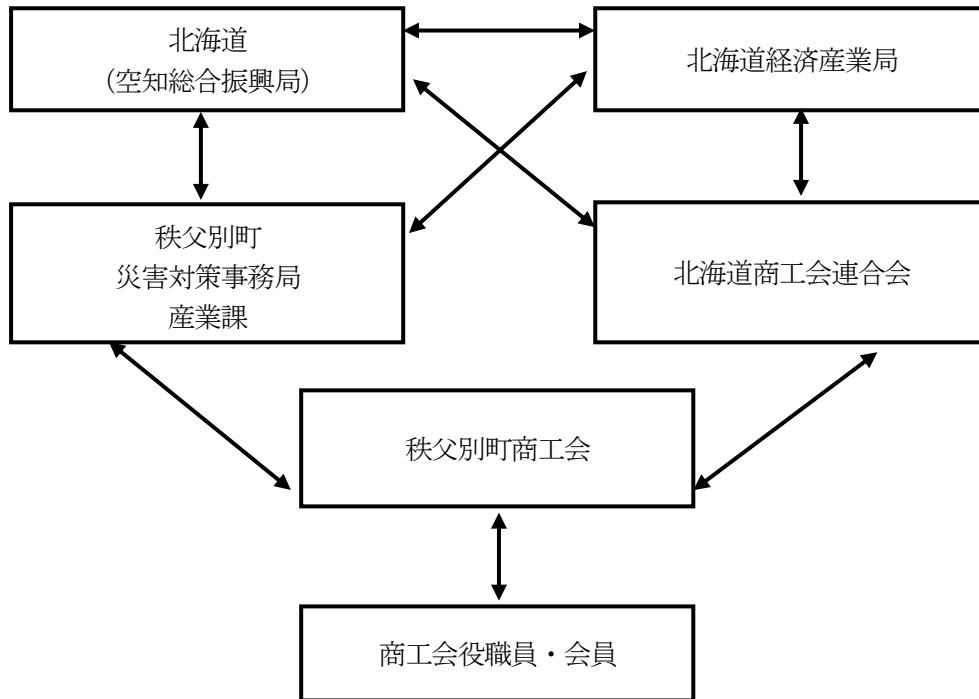 北海道
(空知総合振興局)
北海道経済産業局
秩父別町
災害対策事務局
産業課
北海道商工会連合会
秩父別町商工会
商工会役職員・会員